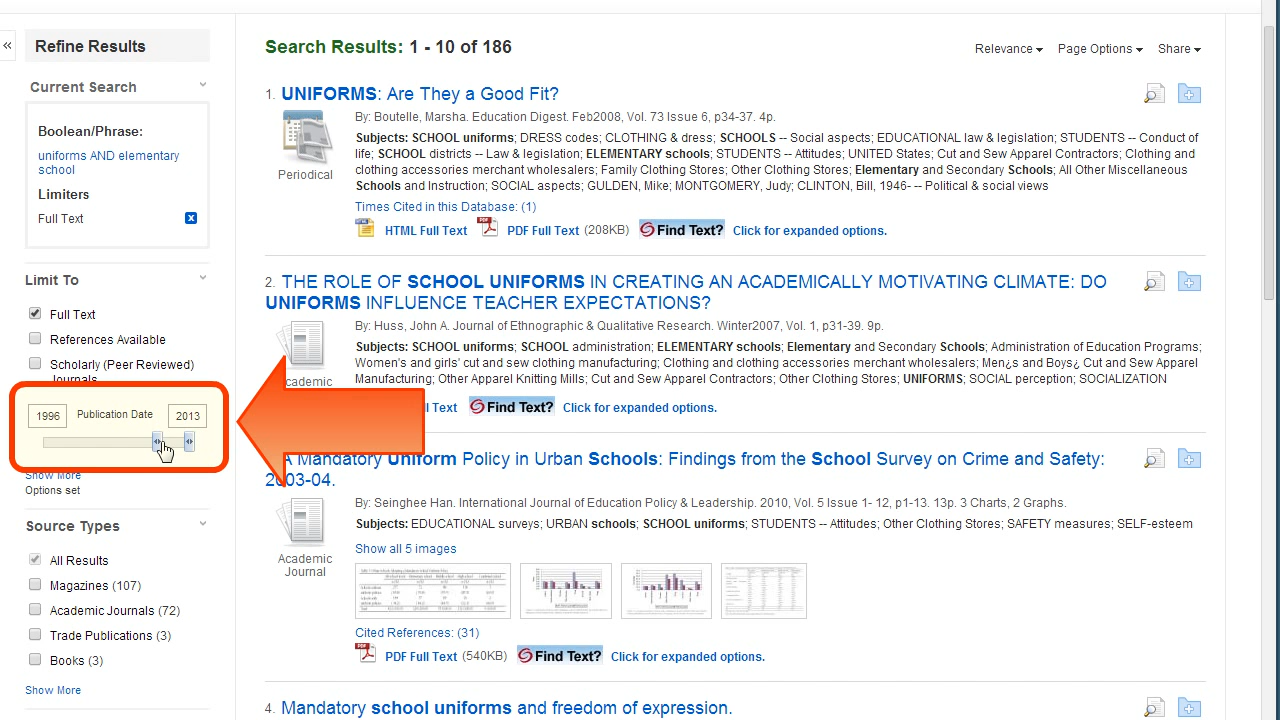 «
Refine Results
Current Search
Boolean/Phrase:
uniforms AND elementary
school
Limiters
Full Text
Limit To
Full Text
References Available
Scholarly (Peer Reviewed)
Journals
1996 Publication Date 2013
Show More
Options set
Source Types
All Results
Magazines (107)
Academic Journals (72)
Trade Publications (3)
Books (3)
Show More
Search Results: 1 - 10 of 186
Relevance Page Options Share
1. UNIFORMS: Are They a Good Fit?
By: Boutelle, Marsha. Education Digest. Feb2008, Vol. 73 Issue 6, p34-37. 4p.
Subjects: SCHOOL uniforms; DRESS codes; CLOTHING & dress; SCHOOLS -- Social aspects; EDUCATIONAL law & legislation; STUDENTS -- Conduct of
life; SCHOOL districts -- Law & legislation; ELEMENTARY schools; STUDENTS -- Attitudes; UNITED States; Cut and Sew Apparel Contractors; Clothing and
clothing accessories merchant wholesalers; Family Clothing Stores; Other Clothing Stores; Elementary and Secondary Schools; All Other Miscellaneous
Schools and Instruction; SOCIAL aspects; GULDEN, Mike; MONTGOMERY, Judy; CLINTON, Bill, 1946- -- Political & social views
Periodical
Times Cited in this Database: (1)
HTML Full Text PDF PDF Full Text (208KB) Find Text? Click for expanded options.
2. THE ROLE OF SCHOOL UNIFORMS IN CREATING AN ACADEMICALLY MOTIVATING CLIMATE: DO
UNIFORMS INFLUENCE TEACHER EXPECTATIONS?
By: Huss, John A. Journal of Ethnographic & Qualitative Research. Winter2007, Vol. 1, p31-39. 9p.
Subjects: SCHOOL uniforms; SCHOOL administration; ELEMENTARY schools; Elementary and Secondary Schools; Administration of Education Programs;
Women's and girls' cut and sew clothing manufacturing; Clothing and clothing accessories merchant wholesalers; Men¿s and Boys¿ Cut and Sew Apparel
Manufacturing; Other Apparel Knitting Mills; Cut and Sew Apparel Contractors; Other Clothing Stores; UNIFORMS; SOCIAL perception; SOCIALIZATION
cademic
Text Find Text? Click for expanded options.
A Mandatory Uniform Policy in Urban Schools: Findings from the School Survey on Crime and Safety:
2003-04.
By: Seinghee Han. International Journal of Education Policy & Leadership. 2010, Vol. 5 Issue 1- 12, p1-13. 13p. 3 Charts, 2 Graphs.
Subjects: EDUCATIONAL surveys; URBAN schools; SCHOOL uniforms; STUDENTS -- Attitudes; Other Clothing Stores; SAFETY measures; SELF-esteem
Academic
Journal
Show all 5 images
Cited References: (31)
PDF PDF Full Text (540KB) Find Text? Click for expanded options.
4. Mandatory school uniforms and freedom of expression.